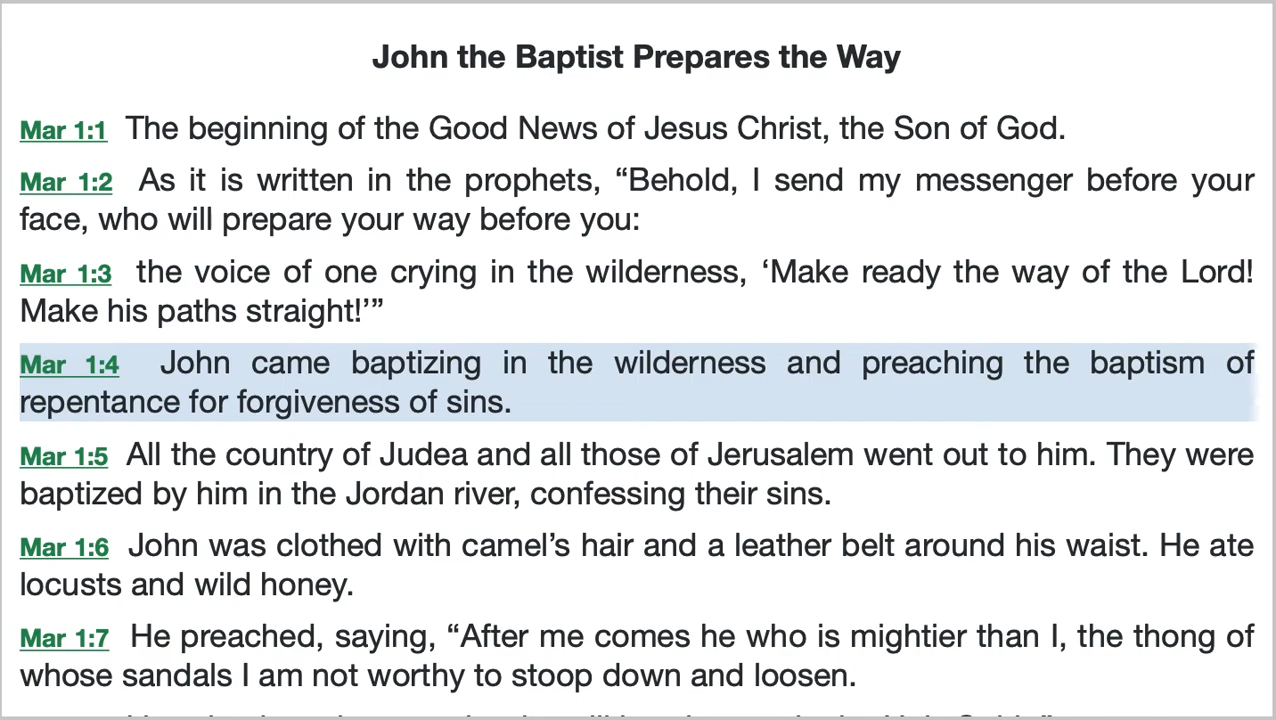 John the Baptist Prepares the Way
Mar 1:1 The beginning of the Good News of Jesus Christ, the Son of God.
Mar 1:2 As it is written in the prophets, “Behold, I send my messenger before your
face, who will prepare your way before you:
Mar 1:3 the voice of one crying in the wilderness, ‘Make ready the way of the Lord!
Make his paths straight!’”
Mar 1:4 John came baptizing in the wilderness and preaching the baptism of
repentance for forgiveness of sins.
Mar 1:5 All the country of Judea and all those of Jerusalem went out to him. They were
baptized by him in the Jordan river, confessing their sins.
Mar 1:6 John was clothed with camel’s hair and a leather belt around his waist. He ate
locusts and wild honey.
Mar 1:7 He preached, saying, “After me comes he who is mightier than I, the thong of
whose sandals I am not worthy to stoop down and loosen.